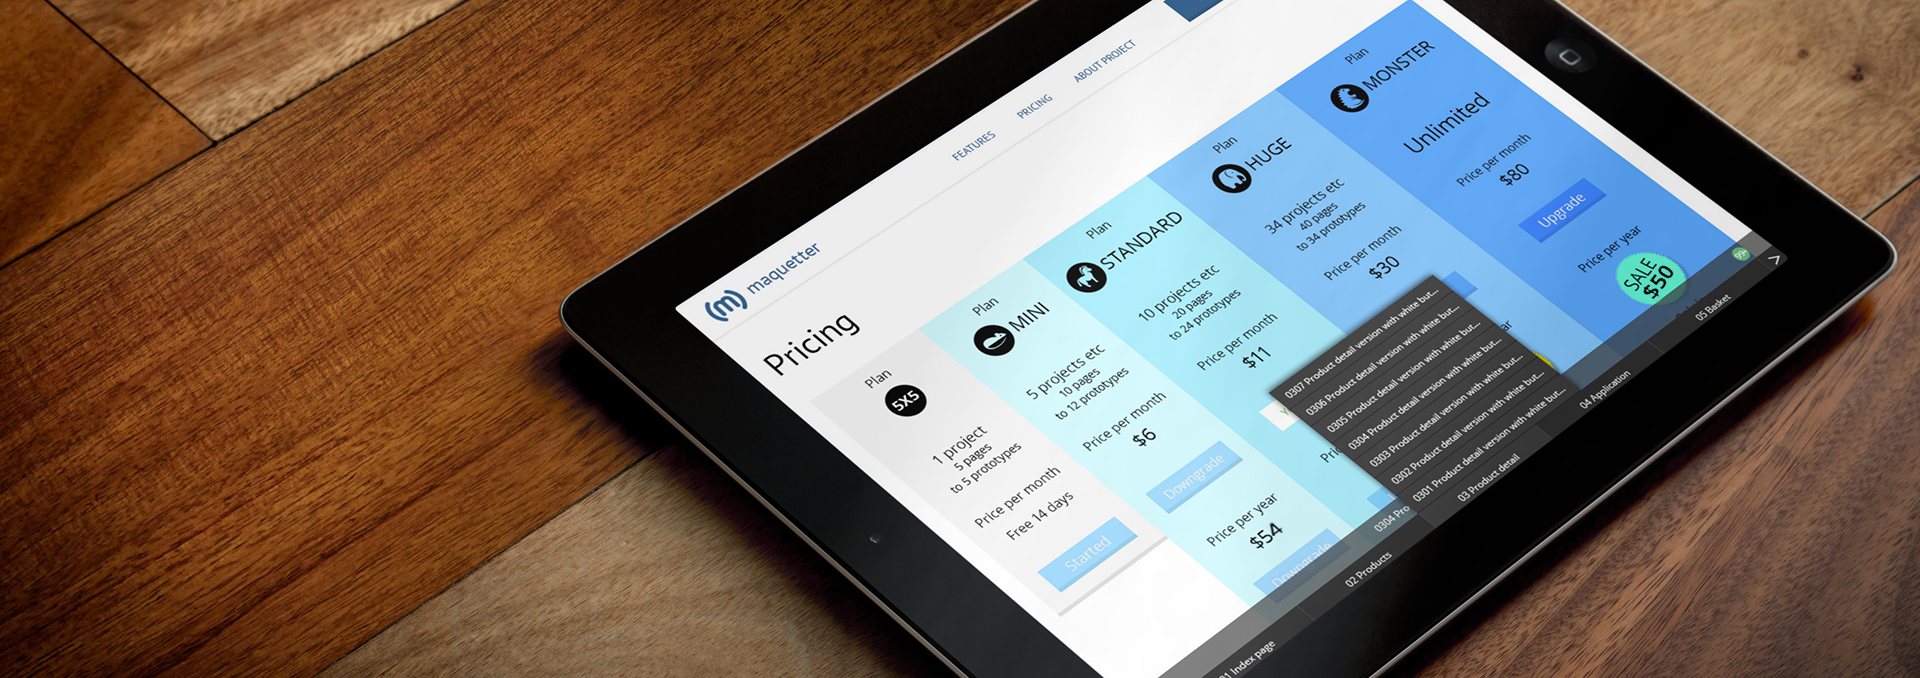 maquetter
FEATURES
PRICING
ABOUT PROJECT
Pricing
Plan
5X5
1 project
5 pages
to 5 prototypes
Price per month
Free 14 days
Started
Plan
MINI
5 projects etc
10 pages
to 12 prototypes
Price per month
$6
Downgrade
Price per year
$54
Downgrade
Plan
STANDARD
10 projects etc
20 pages
to 24 prototypes
Price per month
$11
Plan
HUGE
34 projects etc
40 pages
to 34 prototypes
Price per month
$30
Plan
MONSTER
Unlimited
Price per month
$80
Upgrade
Price per year
SALE
$50
0307 Product detail version with white but...
0306 Product detail version with white but...
0305 Product detail version with white but...
0304 Product detail version with white but...
0303 Product detail version with white but...
0302 Product detail version with white but...
0301 Product detail version with white but...
03 Product detail
0304 Pro
01 Index page
02 Products
04 Application
05 Basket
99+